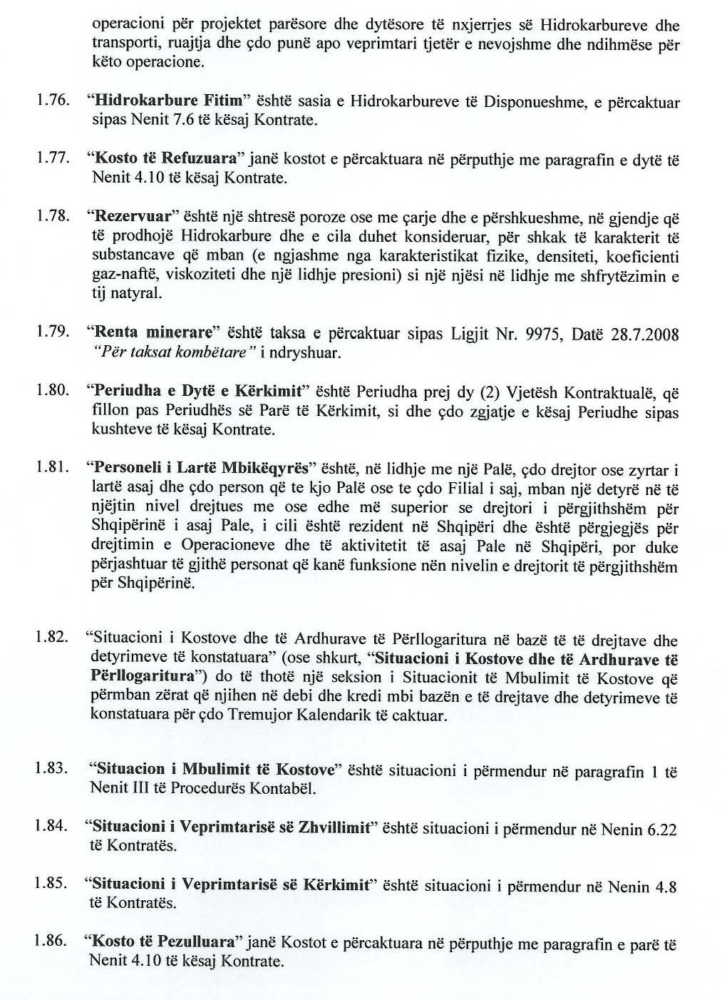 operacioni për projektet parësore dhe dytësore të nxjerrjes së Hidrokarbureve dhe
transporti, ruajtja dhe çdo punë apo veprimtari tjetër e nevojshme dhe ndihmëse për
këto operacione.
1.76. “Hidrokarbure Fitim” është sasia e Hidrokarbureve të Disponueshme, e përcaktuar
sipas Nenit 7.6 të kësaj Kontrate.
1.77. “Kosto të Refuzuara” janë kostot e përcaktuara në përputhje me paragrafin e dytë të
Nenit 4.10 të kësaj Kontrate.
1.78. “Rezervuar” është një shtresë poroze ose me çarje dhe e përshkueshme, në gjendje që
të prodhojë Hidrokarbure dhe e cila duhet konsideruar, për shkak të karakterit të
substancave që mban (e ngjashme nga karakteristikat fizike, densiteti, koeficienti
gaz-naftë, viskoziteti dhe një lidhje presioni) si një njësi në lidhje me shfrytëzimin e
tij natyral.
1.79. “Renta minerare” është taksa e përcaktuar sipas Ligjit Nr. 9975, Datë 28.7.2008
“Për taksat kombëtare” i ndryshuar.
1.80. “Periudha e Dytë e Kërkimit” është Periudha prej dy (2) Vjetësh Kontraktualë, që
fillon pas Periudhës së Parë të Kërkimit, si dhe çdo zgjatje e kësaj Periudhe sipas
kushteve të kësaj Kontrate.
1.81. “Personeli i Lartë Mbikëqyrës” është, në lidhje me një Palë, çdo drejtor ose zyrtar i
lartë asaj dhe çdo person që te kjo Palë ose te çdo Filial i saj, mban një detyrë në të
njëjtin nivel drejtues me ose edhe më superior se drejtori i përgjithshëm për
Shqipërinë i asaj Pale, i cili është rezident në Shqipëri dhe është përgjegjës për
drejtimin e Operacioneve dhe të aktivitetit të asaj Pale në Shqipëri, por duke
përjashtuar të gjithë personat që kanë funksione nën nivelin e drejtorit të përgjithshëm
për Shqipërinë.
1.82. “Situacioni i Kostove dhe të Ardhurave të Përllogaritura në bazë të të drejtave dhe
detyrimeve të konstatuara” (ose shkurt, “Situacioni i Kostove dhe të Ardhurave të
Përllogaritura”) do të thotë një seksion i Situacionit të Mbulimit të Kostove që
përmban zërat që njihen në debi dhe kredi mbi bazën e të drejtave dhe detyrimeve të
konstatuara për çdo Tremujor Kalendarik të caktuar.
1.83. “Situacion i Mbulimit të Kostove” është situacioni i përmendur në paragrafin 1 të
Nenit III të Procedurës Kontabël.
1.84. “Situacioni i Veprimtarisë së Zhvillimit” është situacioni i përmendur në Nenin 6.22
të Kontratës.
1.85. “Situacioni i Veprimtarisë së Kërkimit” është situacioni i përmendur në Nenin 4.8
të Kontratës.
1.86. “Kosto të Pezulluara” janë Kostot e përcaktuara në përputhje me paragrafin e parë të
Nenit 4.10 të kësaj Kontrate.